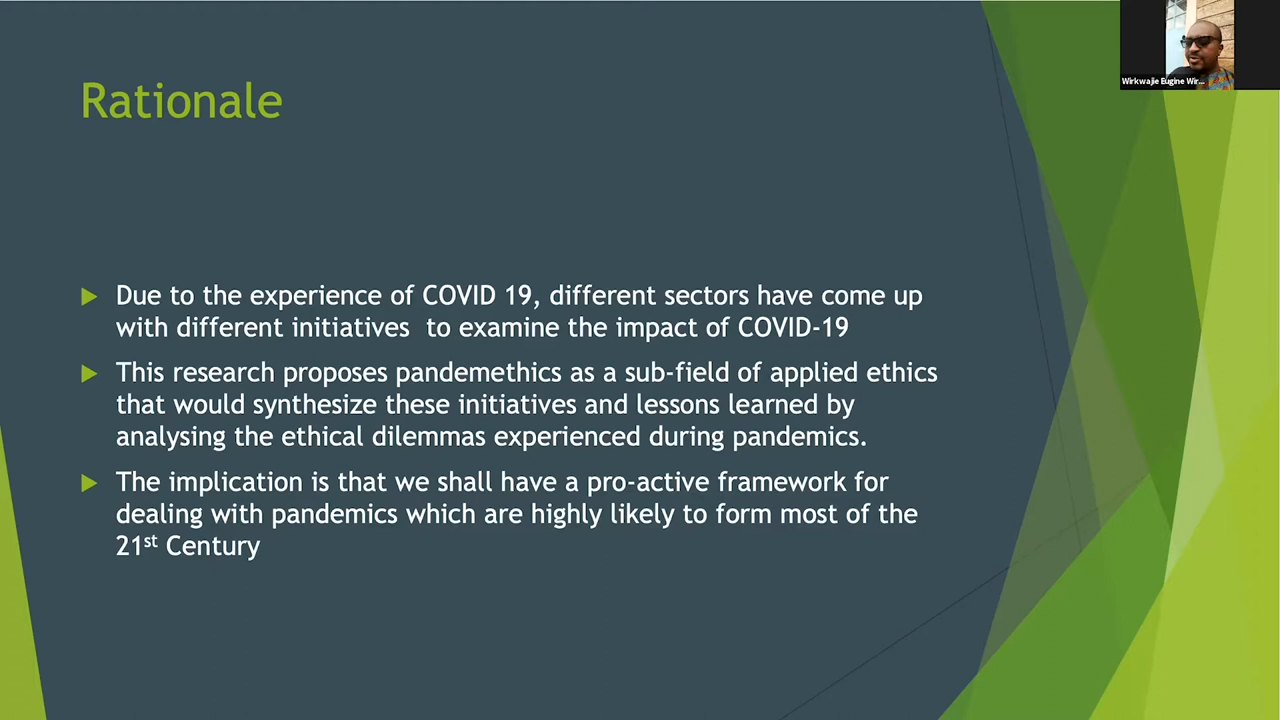 Wirkwajie Eugine Wir...
Rationale
Due to the experience of COVID 19, different sectors have come up
with different initiatives  to examine the impact of COVID-19
This research proposes pandemethics as a sub-field of applied ethics
that would synthesize these initiatives and lessons learned by
analysing the ethical dilemmas experienced during pandemics.
The implication is that we shall have a pro-active framework for
dealing with pandemics which are highly likely to form most of the
21st Century